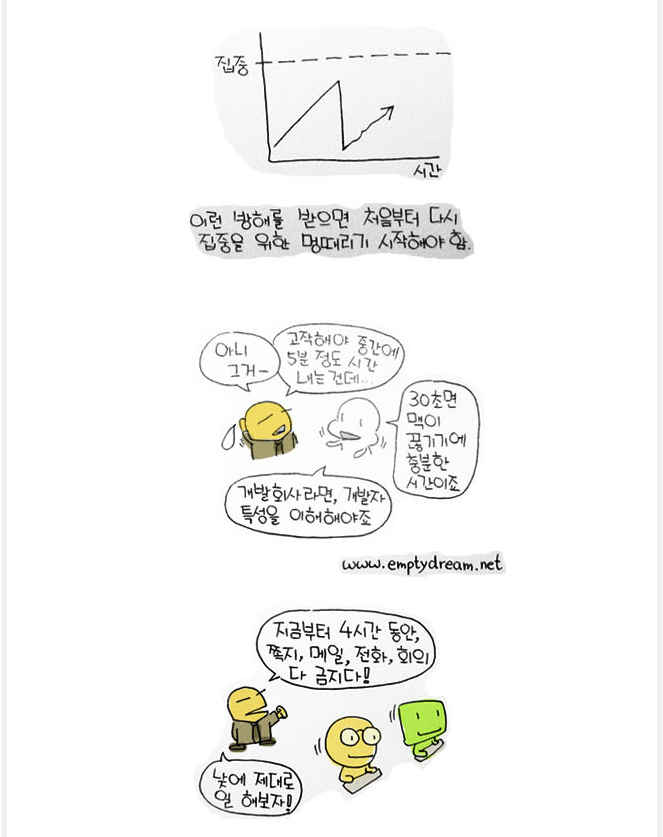 집중
시간
이런 방해를 받으면 처음부터 다시
집중을 위한 멍때리기 시작해야 함.
아니
그거~
고작해야 중간에
5분 정도 시간
내는 건데...
30초면
맥이
끊기기에
충분한
시간이죠
개발회사라면, 개발자
특성을 이해해야죠
www.emptydream.net
지금부터 4시간 동안,
쪽지, 메일, 전화, 회의
다 금지다!
낮에 제대로
일 해보자!